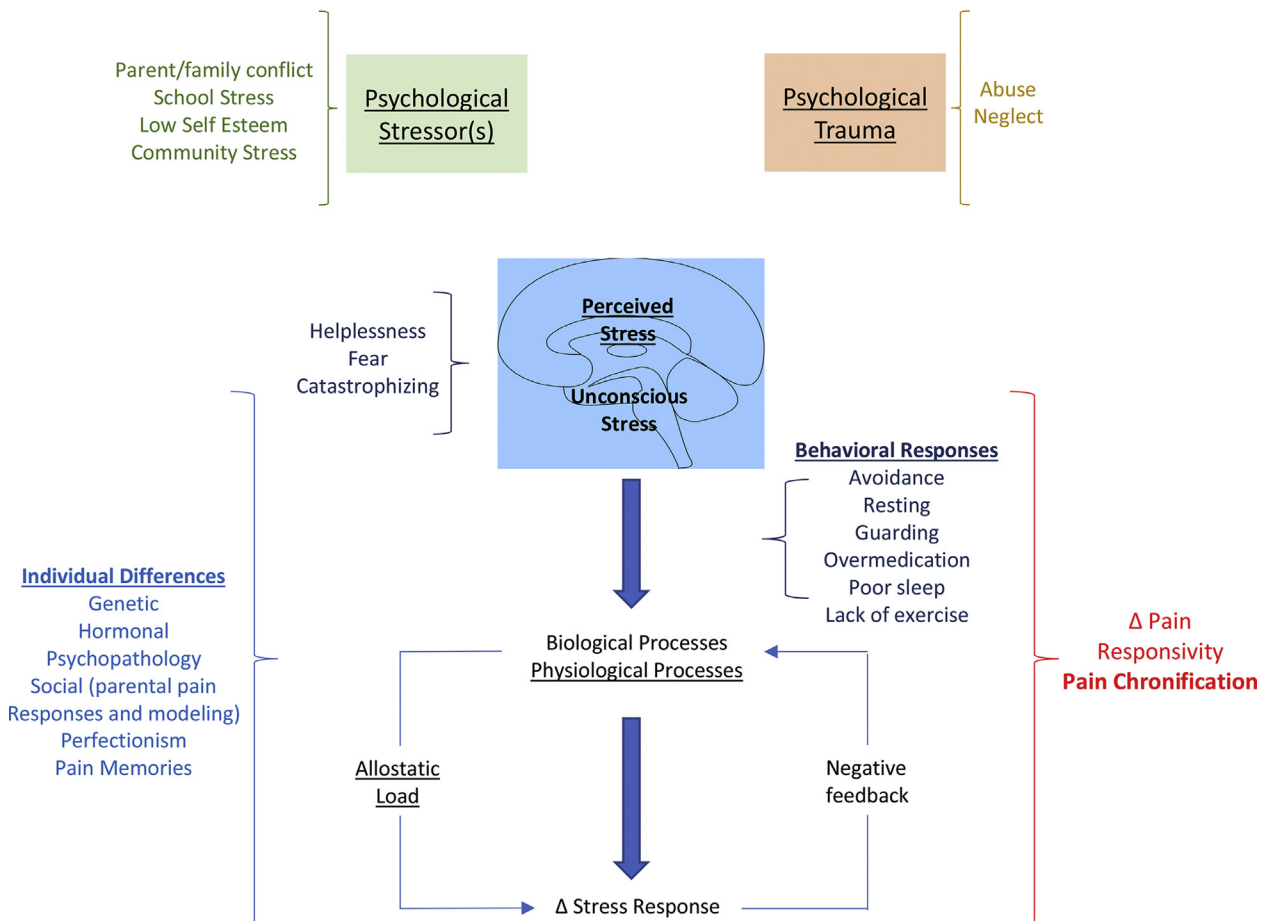 Parent/family conflict
School Stress
Low Self Esteem
Community Stress
Psychological
Stressor(s)
Psychological
Trauma
Abuse
Neglect
Helplessness
Fear
Catastrophizing
Perceived
Stress
Unconscious
Stress
Behavioral Responses
Avoidance
Resting
Guarding
Overmedication
Poor sleep
Lack of exercise
Individual Differences
Genetic
Hormonal
Psychopathology
Social (parental pain
Responses and modeling)
Perfectionism
Pain Memories
Biological Processes
Physiological Processes
Allostatic
Load
Negative
feedback
Δ Stress Response
Δ Pain
Responsivity
Pain Chronification